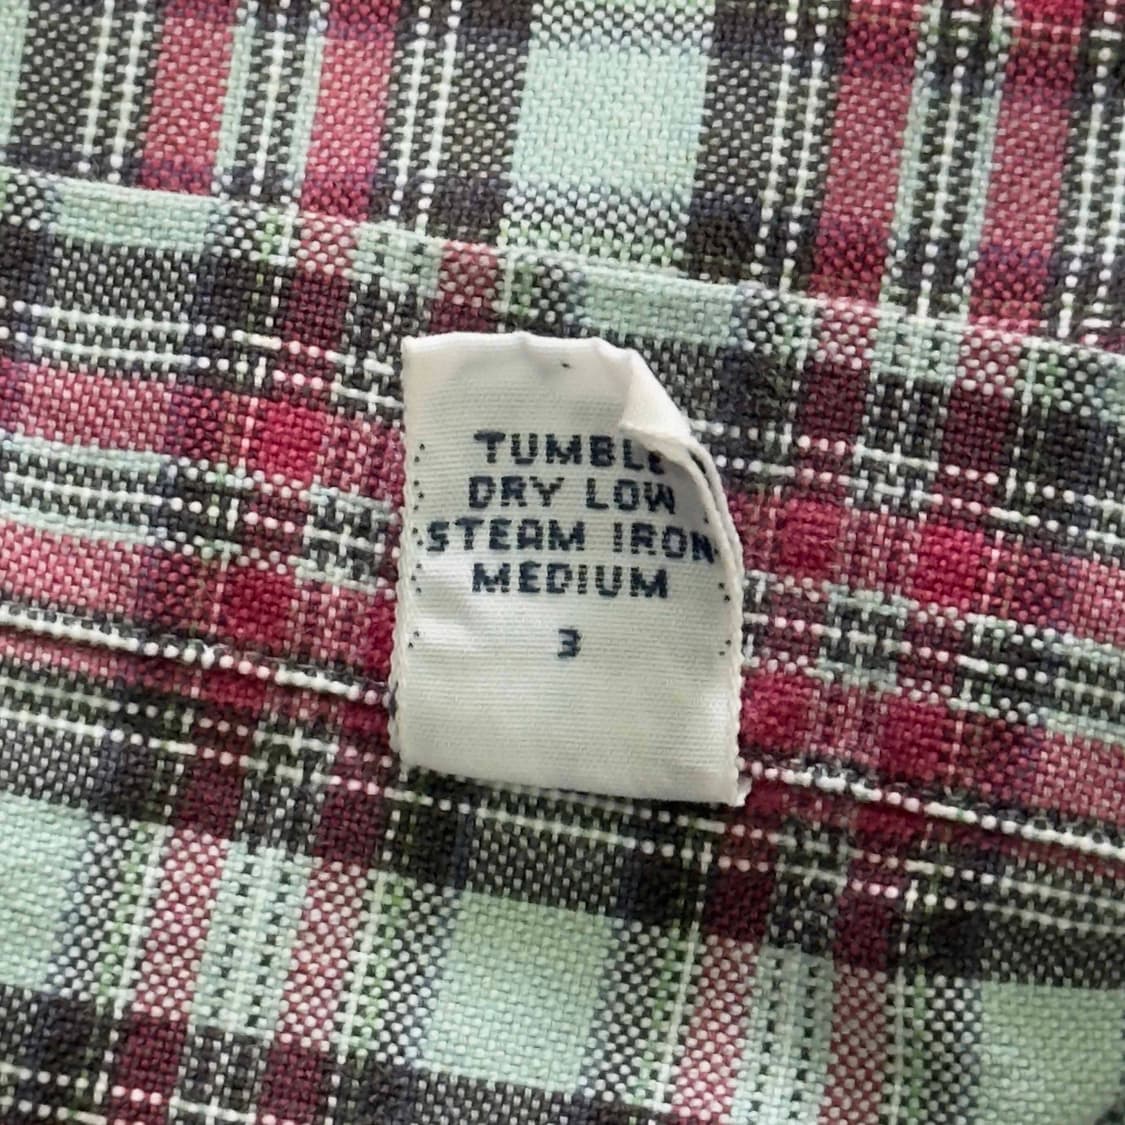 TUMBLE
DRY LOW
STEAM IRON
MEDIUM
3